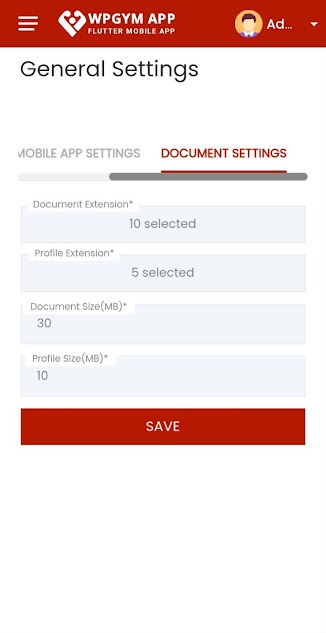 WPGYM APP
FLUTTER MOBILE APP
Ad...
General Settings
MOBILE APP SETTINGS
DOCUMENT SETTINGS
Document Extension*
10 selected
Profile Extension*
5 selected
Document Size(MB)*
30
Profile Size(MB)*
10
SAVE